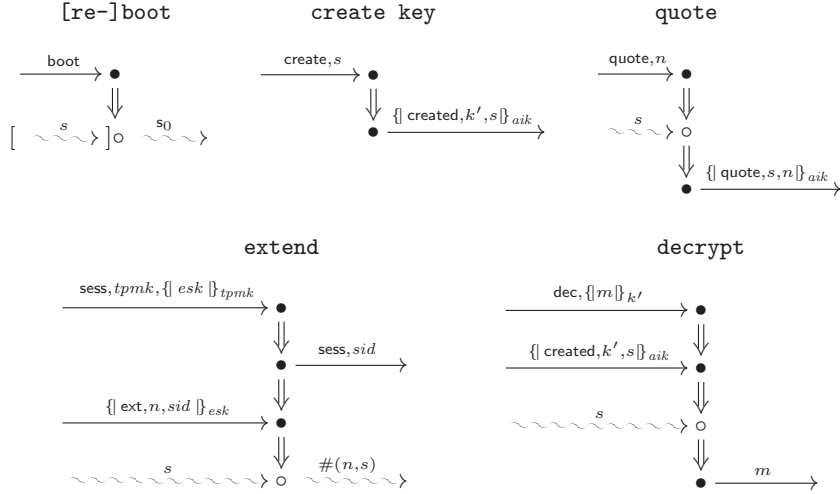 [re-]boot
create key
quote
boot
[ s ] s₀
create, s
{| created, k′, s|}aik
quote, n
s
{| quote, s, n|}aik
extend
decrypt
sess, tpmk, {| esk |}tpmk
sess, sid
{| ext, n, sid |}esk
s
#(n, s)
dec, {|m|}k′
{| created, k′, s|}aik
s
m